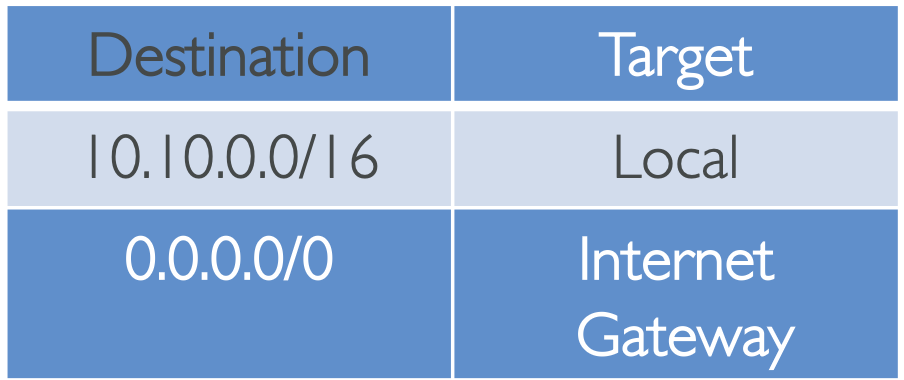 Destination Target
10.10.0.0/16 Local
0.0.0.0/0 Internet
Gateway